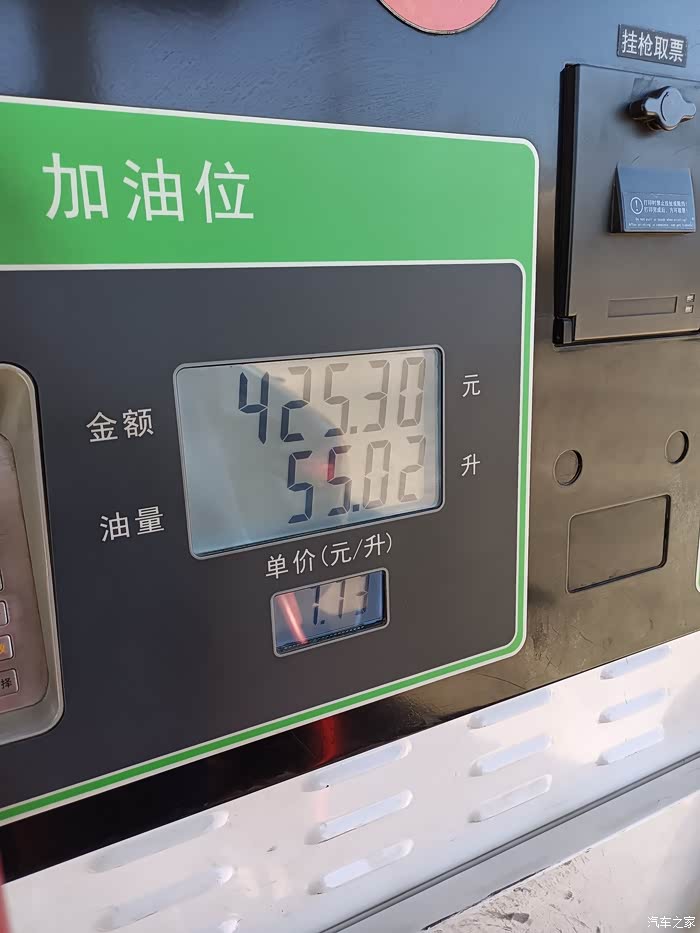 挂枪取票
加油位
金额 425.30 元
油量 55.02 升
单价(元/升)
择
汽车之家